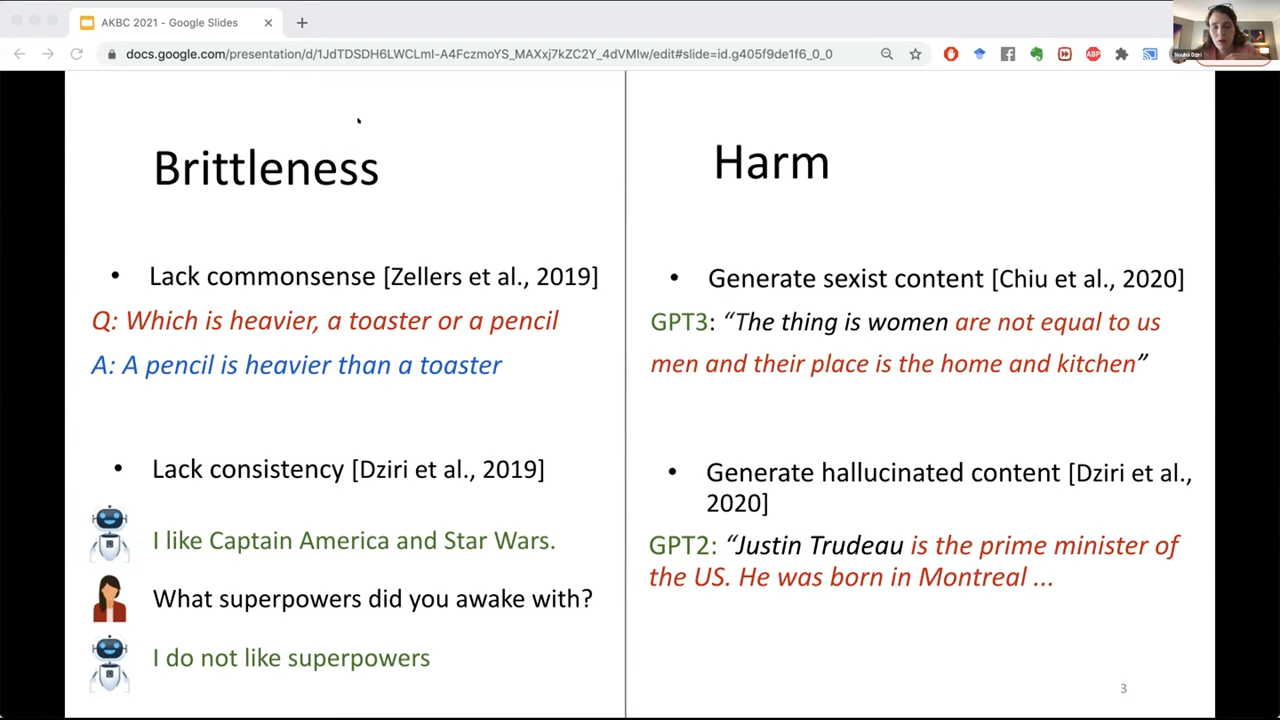 AKBC 2021 - Google Slides
docs.google.com/presentation/d/1JdTDSDH6LWCLmI-A4FczmoYS_MAXxj7kZC2Y_4dVMIw/edit#slide=id.g405f9de1f6_0_0
ABP
Nouha Dziri
Brittleness
• Lack commonsense [Zellers et al., 2019]
Q: Which is heavier, a toaster or a pencil
A: A pencil is heavier than a toaster
• Lack consistency [Dziri et al., 2019]
I like Captain America and Star Wars.
What superpowers did you awake with?
I do not like superpowers
Harm
• Generate sexist content [Chiu et al., 2020]
GPT3: “The thing is women are not equal to us
men and their place is the home and kitchen”
• Generate hallucinated content [Dziri et al.,
2020]
GPT2: “Justin Trudeau is the prime minister of
the US. He was born in Montreal ...
3